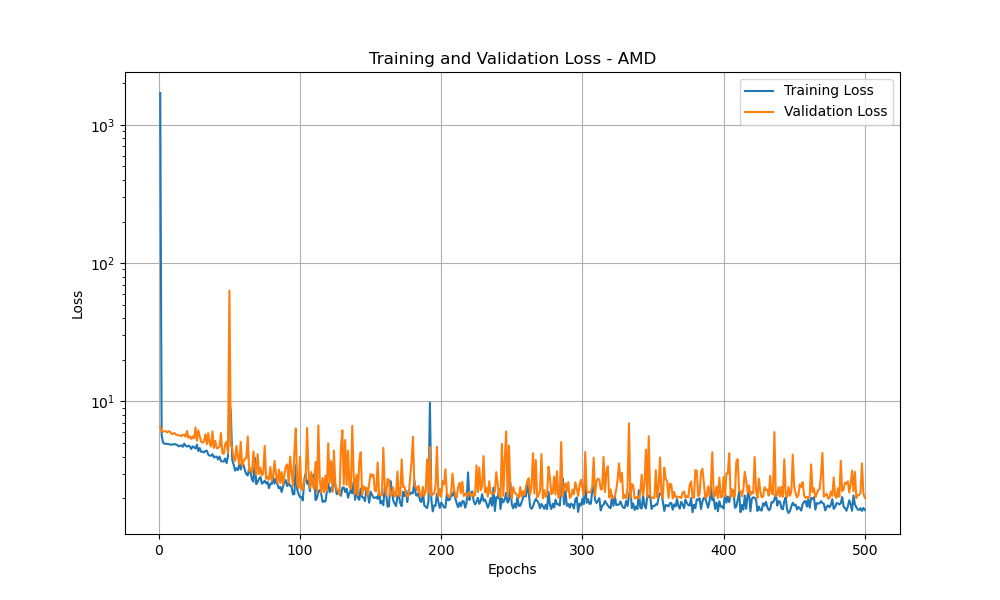 Training and Validation Loss - AMD
Training Loss
Validation Loss
10³
10²
10¹
Loss
0 100 200 300 400 500
Epochs